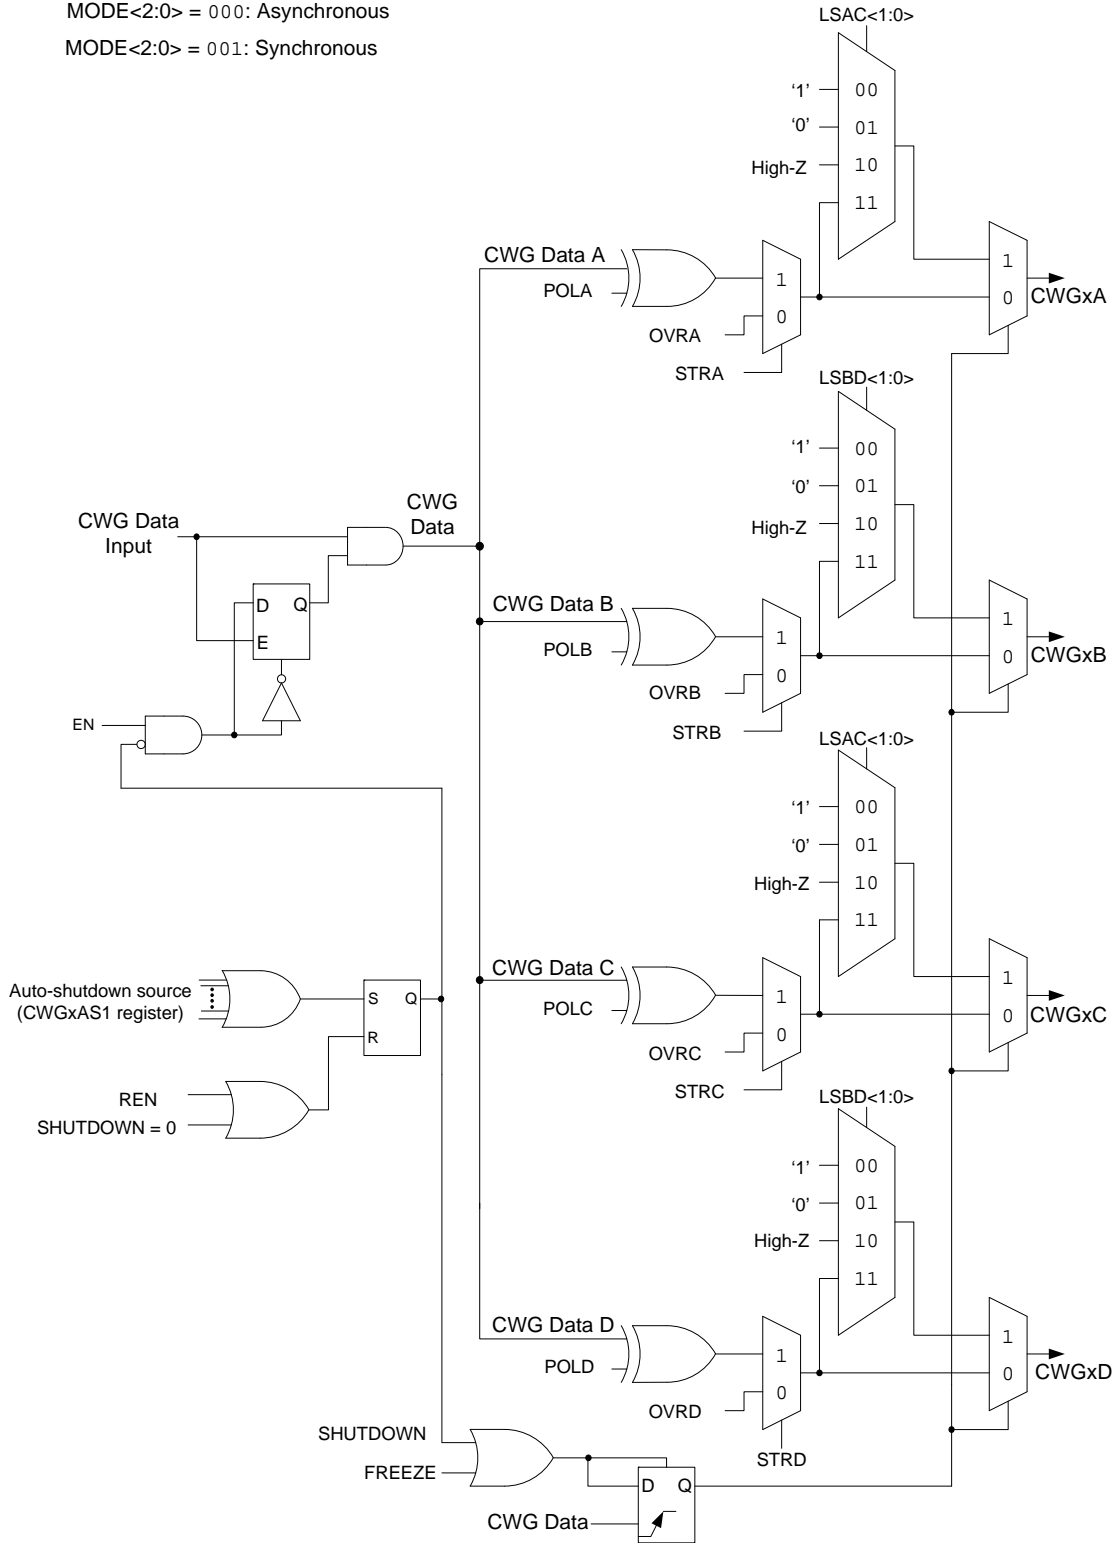 MODE<2:0> = 000: Asynchronous
MODE<2:0> = 001: Synchronous
LSAC<1:0>
‘1’
00
‘0’
01
High-Z
10
11
CWG Data A
POLA
1
0
OVRA
STRA
1
0
CWGxA
LSBD<1:0>
‘1’
00
‘0’
01
High-Z
10
11
CWG Data
Input
CWG
Data
D
Q
E
EN
CWG Data B
POLB
1
0
OVRB
STRB
1
0
CWGxB
LSAC<1:0>
‘1’
00
‘0’
01
High-Z
10
11
CWG Data C
POLC
1
0
OVRC
STRC
1
0
CWGxC
Auto-shutdown source
(CWGxAS1 register)
S
Q
R
REN
SHUTDOWN = 0
LSBD<1:0>
‘1’
00
‘0’
01
High-Z
10
11
CWG Data D
POLD
1
0
OVRD
STRD
1
0
CWGxD
SHUTDOWN
FREEZE
D
Q
CWG Data